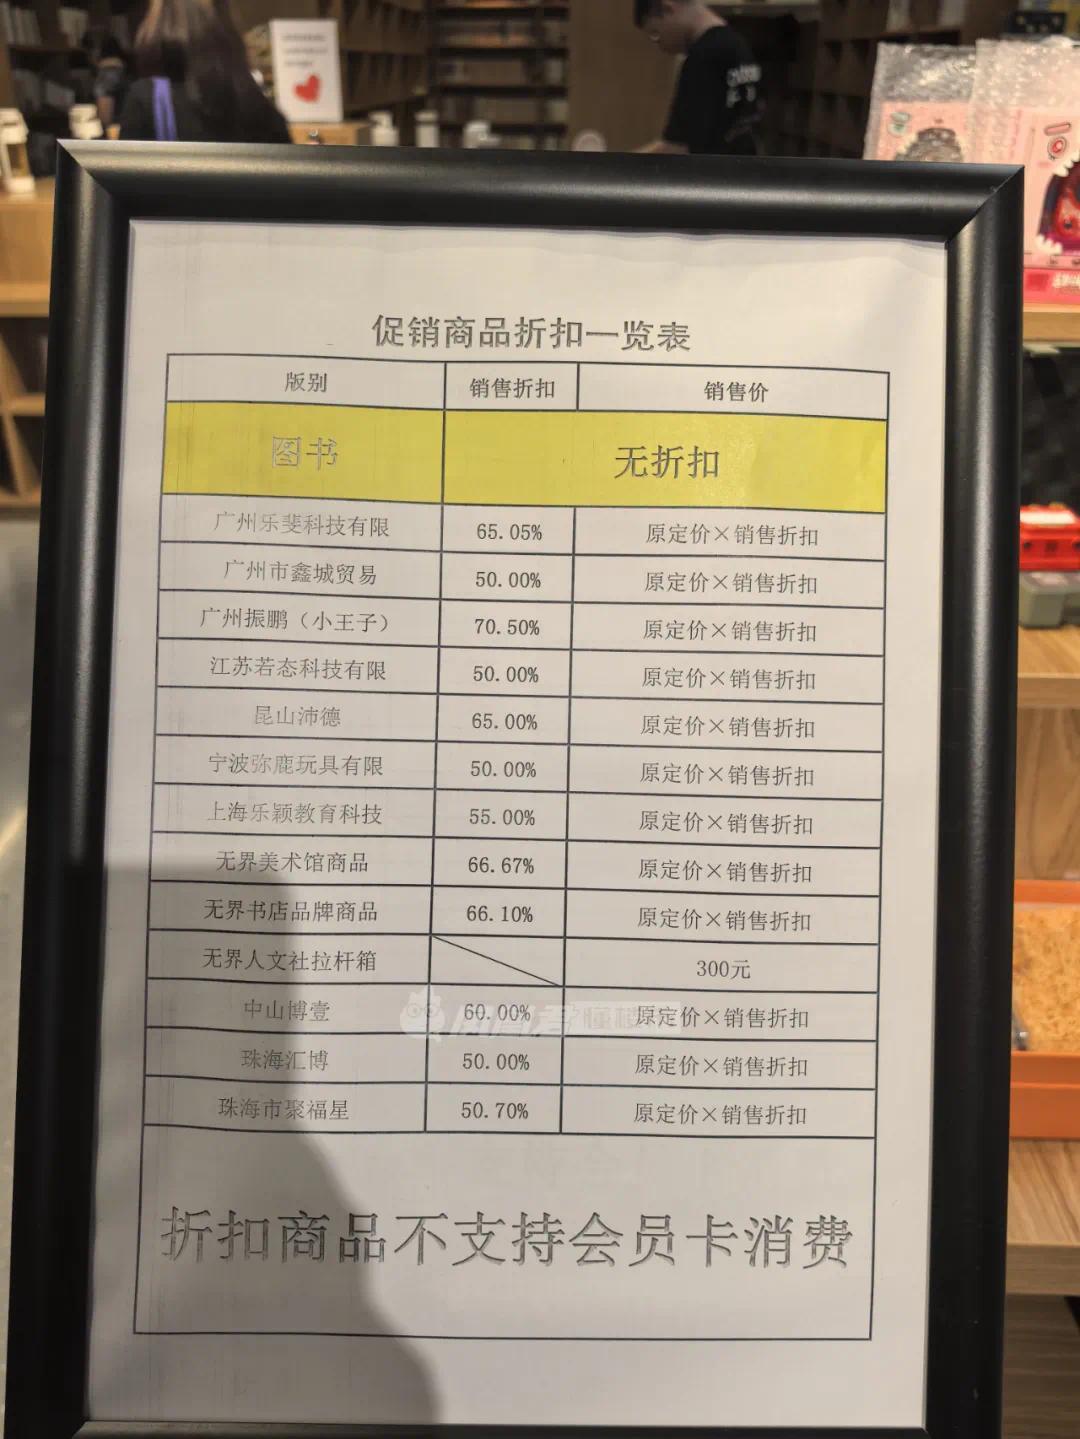 促销商品折扣一览表
版别 销售折扣 销售价
图书 无折扣
广州乐斐科技有限 65.05% 原定价×销售折扣
广州市鑫城贸易 50.00% 原定价×销售折扣
广州振鹏（小王子） 70.50% 原定价×销售折扣
江苏若态科技有限 50.00% 原定价×销售折扣
昆山沛德 65.00% 原定价×销售折扣
宁波弥鹿玩具有限 50.00% 原定价×销售折扣
上海乐颖教育科技 55.00% 原定价×销售折扣
无界美术馆商品 66.67% 原定价×销售折扣
无界书店品牌商品 66.10% 原定价×销售折扣
无界人文社拉杆箱 300元
中山博壹 60.00% 原定价×销售折扣
珠海汇博 50.00% 原定价×销售折扣
珠海市聚福星 50.70% 原定价×销售折扣
折扣商品不支持会员卡消费